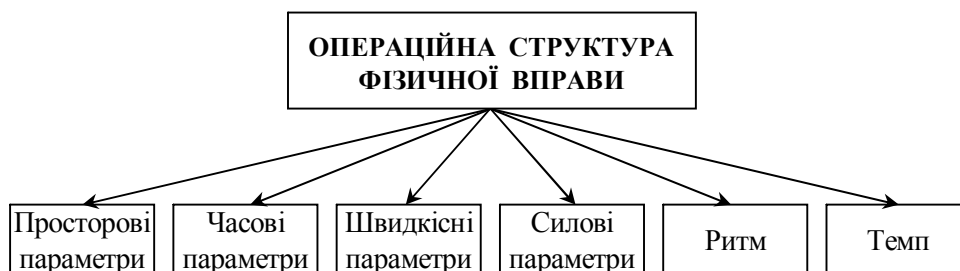 ОПЕРАЦІЙНА СТРУКТУРА
ФІЗИЧНОЇ ВПРАВИ
Просторові
параметри
Часові
параметри
Швидкісні
параметри
Силові
параметри
Ритм
Темп